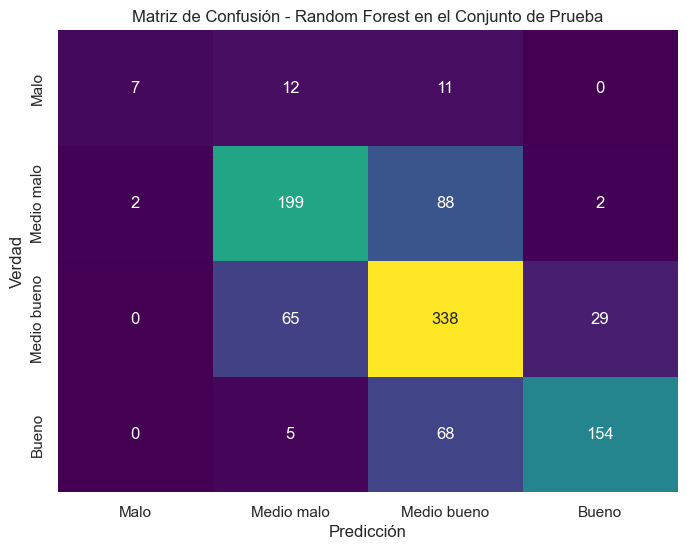 Matriz de Confusión - Random Forest en el Conjunto de Prueba
Verdad
Malo
7 12 11 0
Medio malo
2 199 88 2
Medio bueno
0 65 338 29
Bueno
0 5 68 154
Malo Medio malo Medio bueno Bueno
Predicción